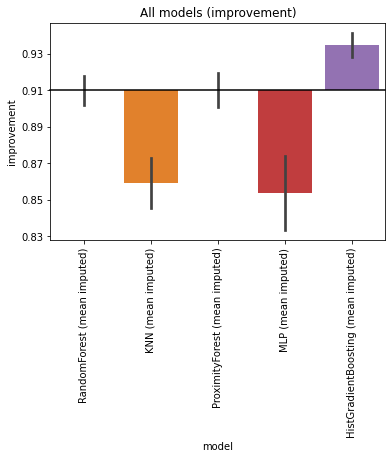 All models (improvement)
improvement
0.93
0.91
0.89
0.87
0.85
0.83
RandomForest (mean imputed)
KNN (mean imputed)
ProximityForest (mean imputed)
MLP (mean imputed)
HistGradientBoosting (mean imputed)
model